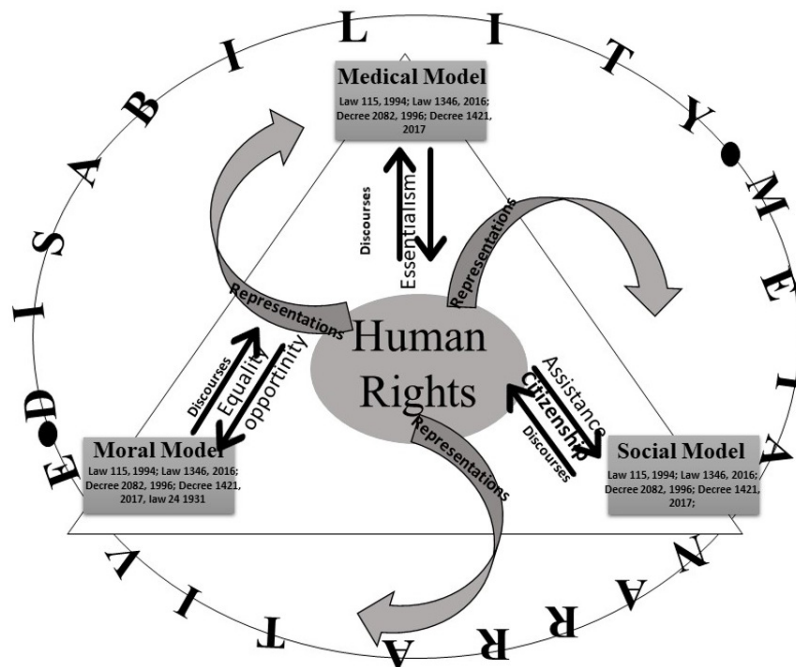 DISABILITY • METANARRATIVE •
Medical Model
Law 115, 1994; Law 1346, 2016;
Decree 2082, 1996; Decree 1421,
2017
Discourses
Essentialism
Representations
Representations
Human
Rights
Discourses
Equality
opportinity
Assistance
Citizenship
Discourses
Representations
Moral Model
Law 115, 1994; Law 1346, 2016;
Decree 2082, 1996; Decree 1421,
2017, law 24 1931
Social Model
Law 115, 1994; Law 1346, 2016;
Decree 2082, 1996; Decree 1421,
2017;